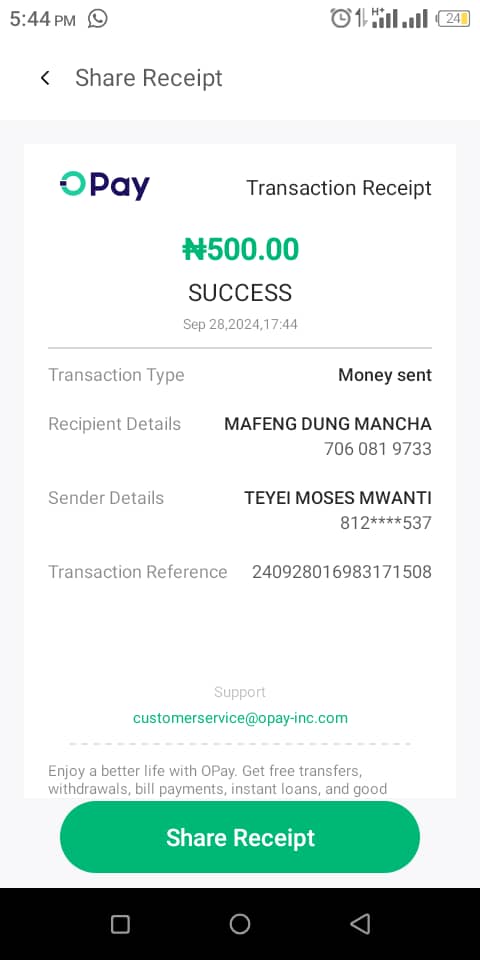 5:44 PM
H+
24
Share Receipt
OPay
Transaction Receipt
₦500.00
SUCCESS
Sep 28,2024,17:44
Transaction Type Money sent
Recipient Details MAFENG DUNG MANCHA
706 081 9733
Sender Details TEYEI MOSES MWANTI
812****537
Transaction Reference 240928016983171508
Support
customerservice@opay-inc.com
Enjoy a better life with OPay. Get free transfers,
withdrawals, bill payments, instant loans, and good
Share Receipt